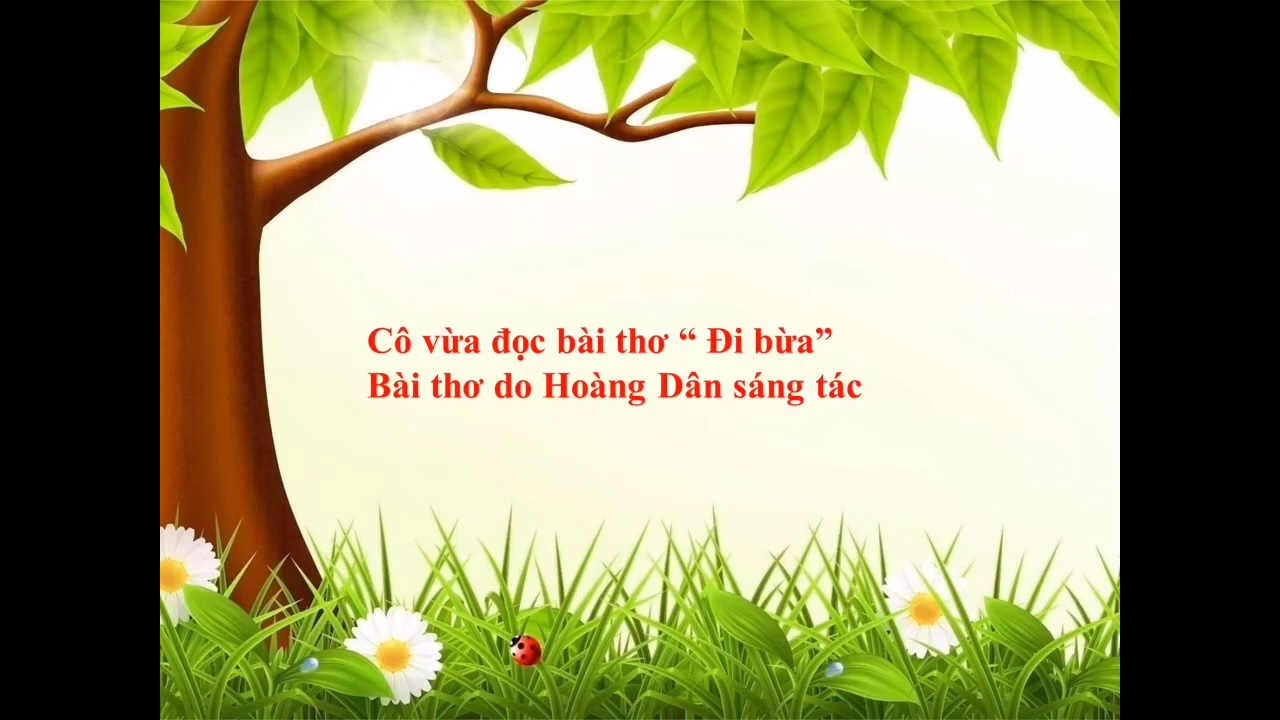 Cô vừa đọc bài thơ “ Đi bừa”
Bài thơ do Hoàng Dân sáng tác